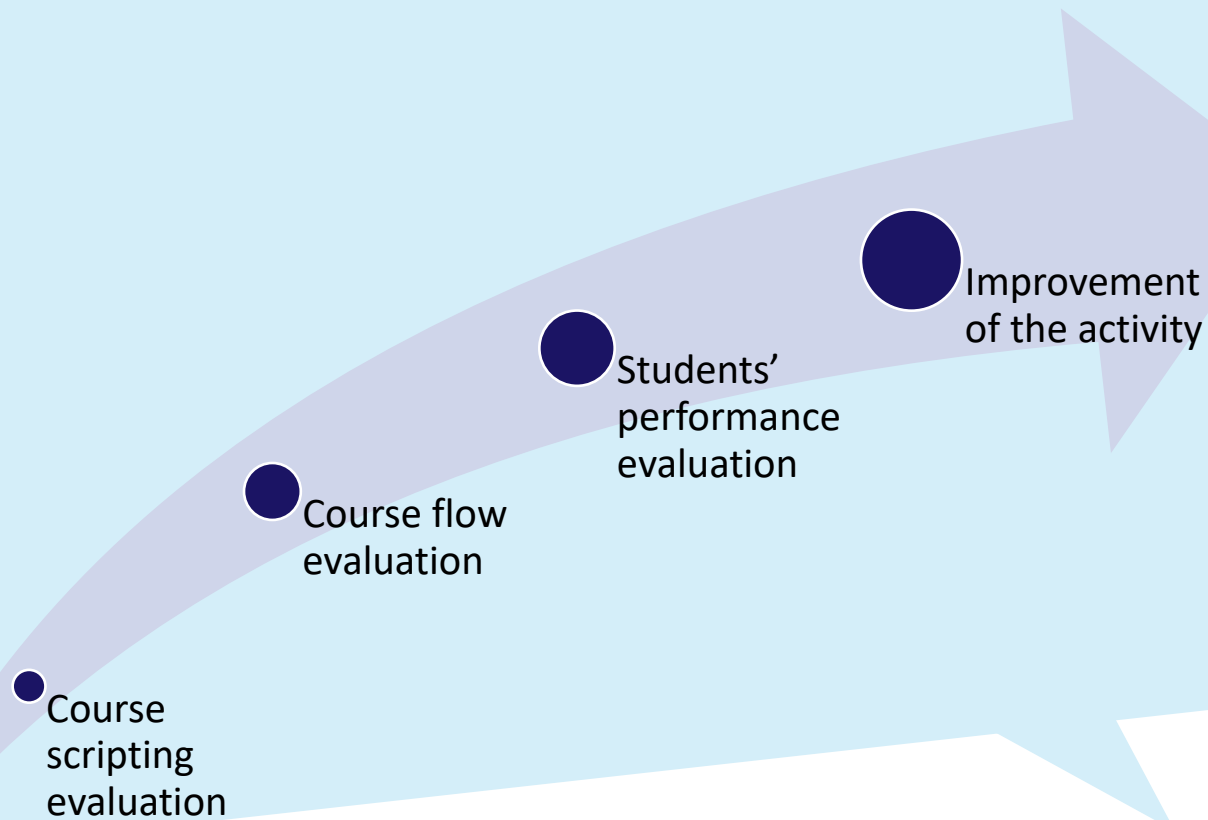 Improvement
of the activity
Students’
performance
evaluation
Course flow
evaluation
Course
scripting
evaluation